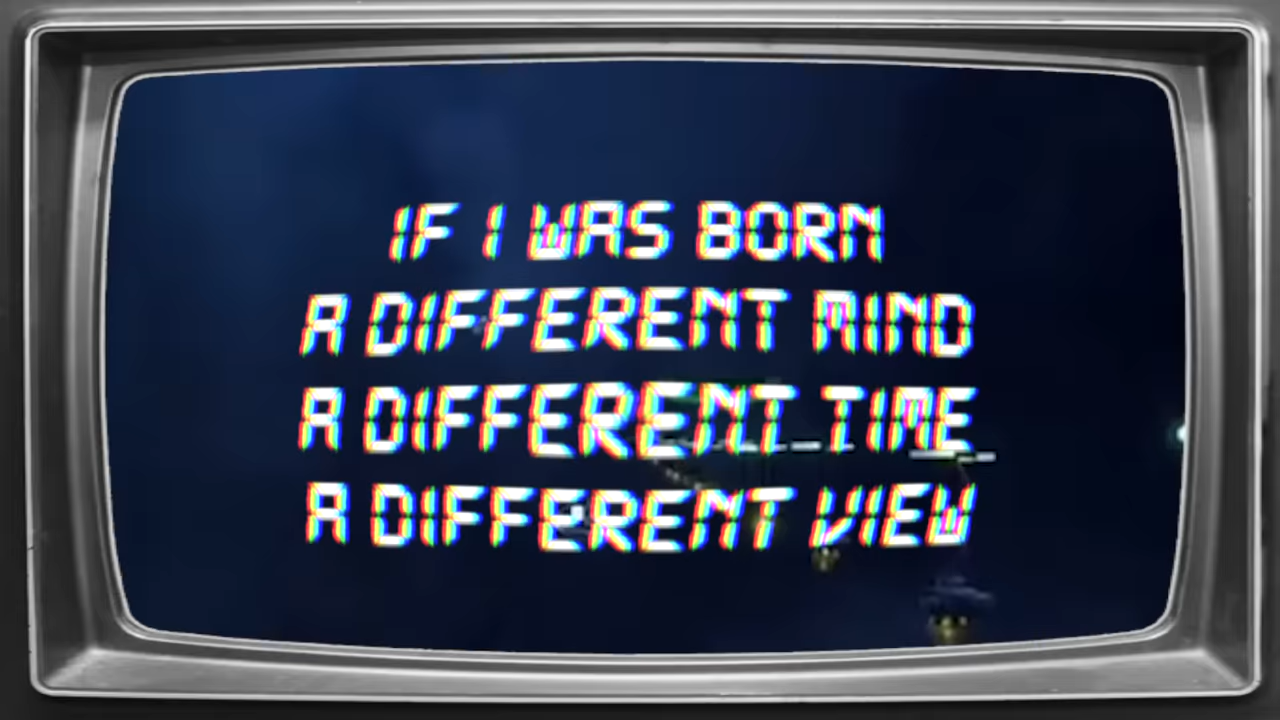 IF I WAS BORN
A DIFFERENT MIND
A DIFFERENT TIME
A DIFFERENT VIEW